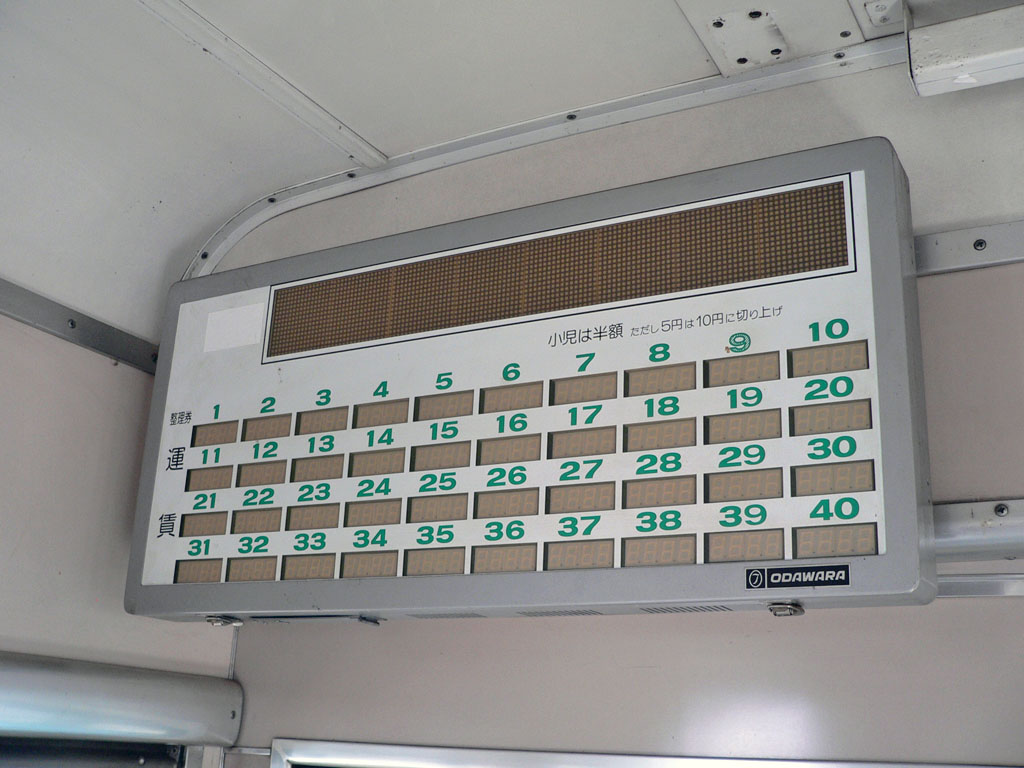 小児は半額 ただし5円は10円に切り上げ
整理券 1 2 3 4 5 6 7 8 9 10
運 11 12 13 14 15 16 17 18 19 20
賃 21 22 23 24 25 26 27 28 29 30
31 32 33 34 35 36 37 38 39 40
ODAWARA